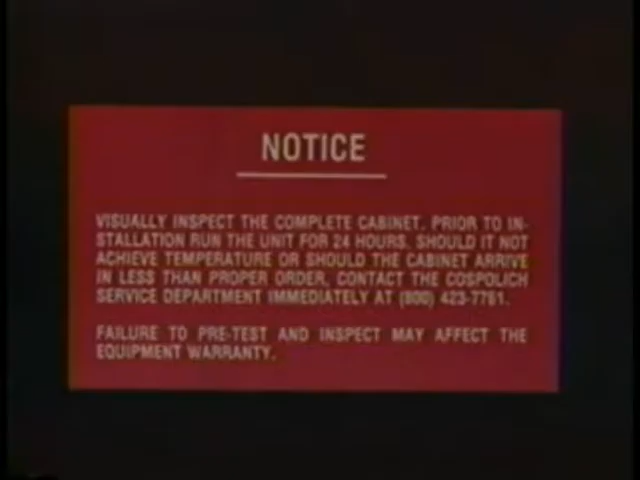 NOTICE
VISUALLY INSPECT THE COMPLETE CABINET. PRIOR TO IN-
STALLATION RUN THE UNIT FOR 24 HOURS. SHOULD IT NOT
ACHIEVE TEMPERATURE OR SHOULD THE CABINET ARRIVE
IN LESS THAN PROPER ORDER, CONTACT THE COSPOLICH
SERVICE DEPARTMENT IMMEDIATELY AT (800) 423-7761.
FAILURE TO PRE-TEST AND INSPECT MAY AFFECT THE
EQUIPMENT WARRANTY.